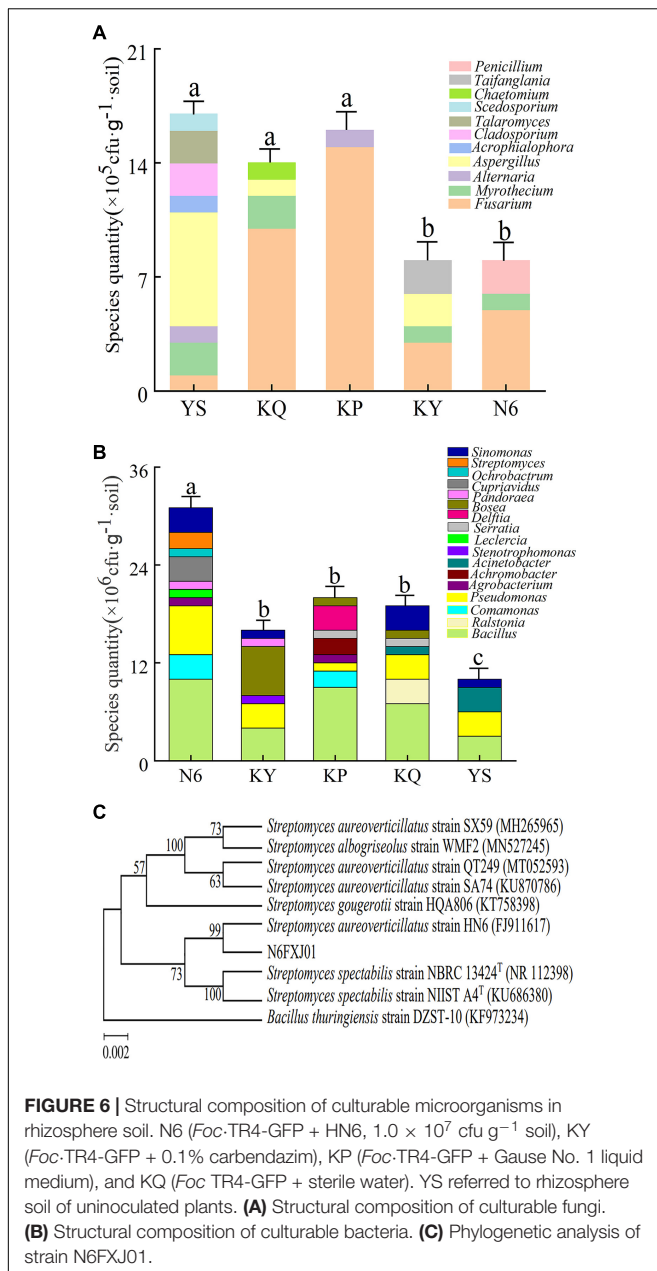 A
21
14
7
0
Species quantity(×10⁵cfu·g⁻¹·soil)
a
a
a
b
b
YS KQ KP KY N6
Penicillium
Taifanglania
Chaetomium
Scedosporium
Talaromyces
Cladosporium
Acrophialophora
Aspergillus
Alternaria
Myrothecium
Fusarium
B
36
24
12
0
Species quantity(×10⁶cfu·g⁻¹·soil)
a
b
b
b
c
N6 KY KP KQ YS
Sinomonas
Streptomyces
Ochrobactrum
Cupriavidus
Pandoraea
Bosea
Delftia
Serratia
Leclercia
Stenotrophomonas
Acinetobacter
Achromobacter
Agrobacterium
Pseudomonas
Comamonas
Ralstonia
Bacillus
C
73
100
57
63
99
73
100
Streptomyces aureoverticillatus strain SX59 (MH265965)
Streptomyces albogriseolus strain WMF2 (MN527245)
Streptomyces aureoverticillatus strain QT249 (MT052593)
Streptomyces aureoverticillatus strain SA74 (KU870786)
Streptomyces gougerotii strain HQA806 (KT758398)
Streptomyces aureoverticillatus strain HN6 (FJ911617)
N6FXJ01
Streptomyces spectabilis strain NBRC 13424ᵀ (NR 112398)
Streptomyces spectabilis strain NIIST A4ᵀ (KU686380)
Bacillus thuringiensis strain DZST-10 (KF973234)
0.002
FIGURE 6 | Structural composition of culturable microorganisms in
rhizosphere soil. N6 (Foc·TR4-GFP + HN6, 1.0 × 10⁷ cfu g⁻¹ soil), KY
(Foc·TR4-GFP + 0.1% carbendazim), KP (Foc·TR4-GFP + Gause No. 1 liquid
medium), and KQ (Foc TR4-GFP + sterile water). YS referred to rhizosphere
soil of uninoculated plants. (A) Structural composition of culturable fungi.
(B) Structural composition of culturable bacteria. (C) Phylogenetic analysis of
strain N6FXJ01.